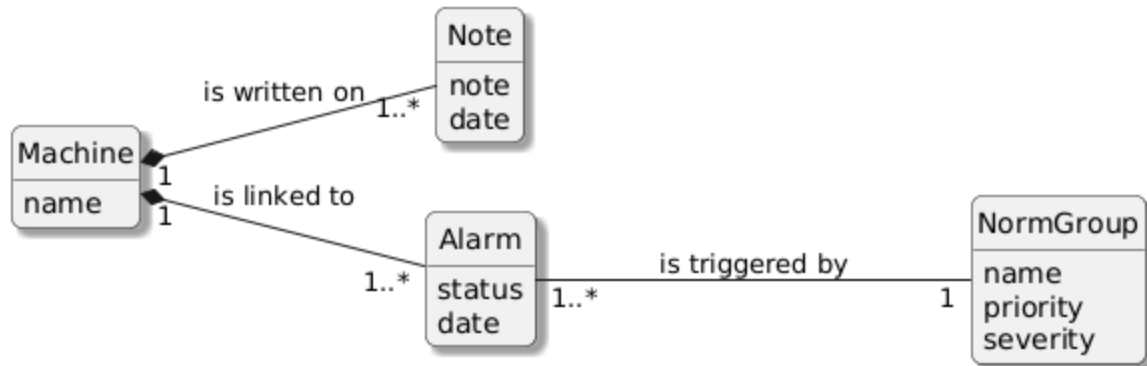 Note
note
date
is written on
1..*
Machine
name
1
1
is linked to
1..*
Alarm
status
date
is triggered by
1..*
1
NormGroup
name
priority
severity